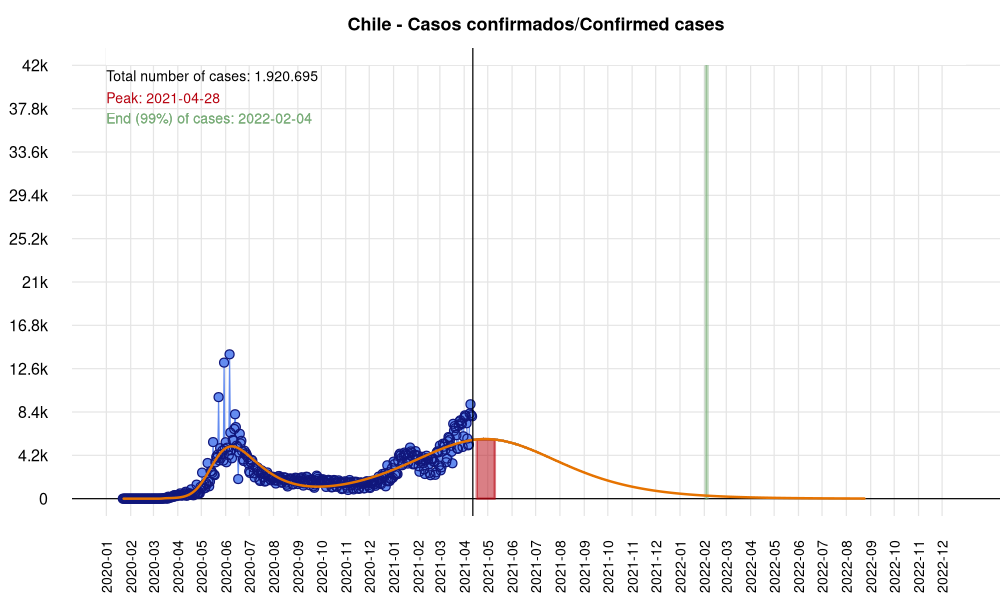 Chile - Casos confirmados/Confirmed cases
Total number of cases: 1.920.695
Peak: 2021-04-28
End (99%) of cases: 2022-02-04
42k
37.8k
33.6k
29.4k
25.2k
21k
16.8k
12.6k
8.4k
4.2k
0
2020-01
2020-02
2020-03
2020-04
2020-05
2020-06
2020-07
2020-08
2020-09
2020-10
2020-11
2020-12
2021-01
2021-02
2021-03
2021-04
2021-05
2021-06
2021-07
2021-08
2021-09
2021-10
2021-11
2021-12
2022-01
2022-02
2022-03
2022-04
2022-05
2022-06
2022-07
2022-08
2022-09
2022-10
2022-11
2022-12